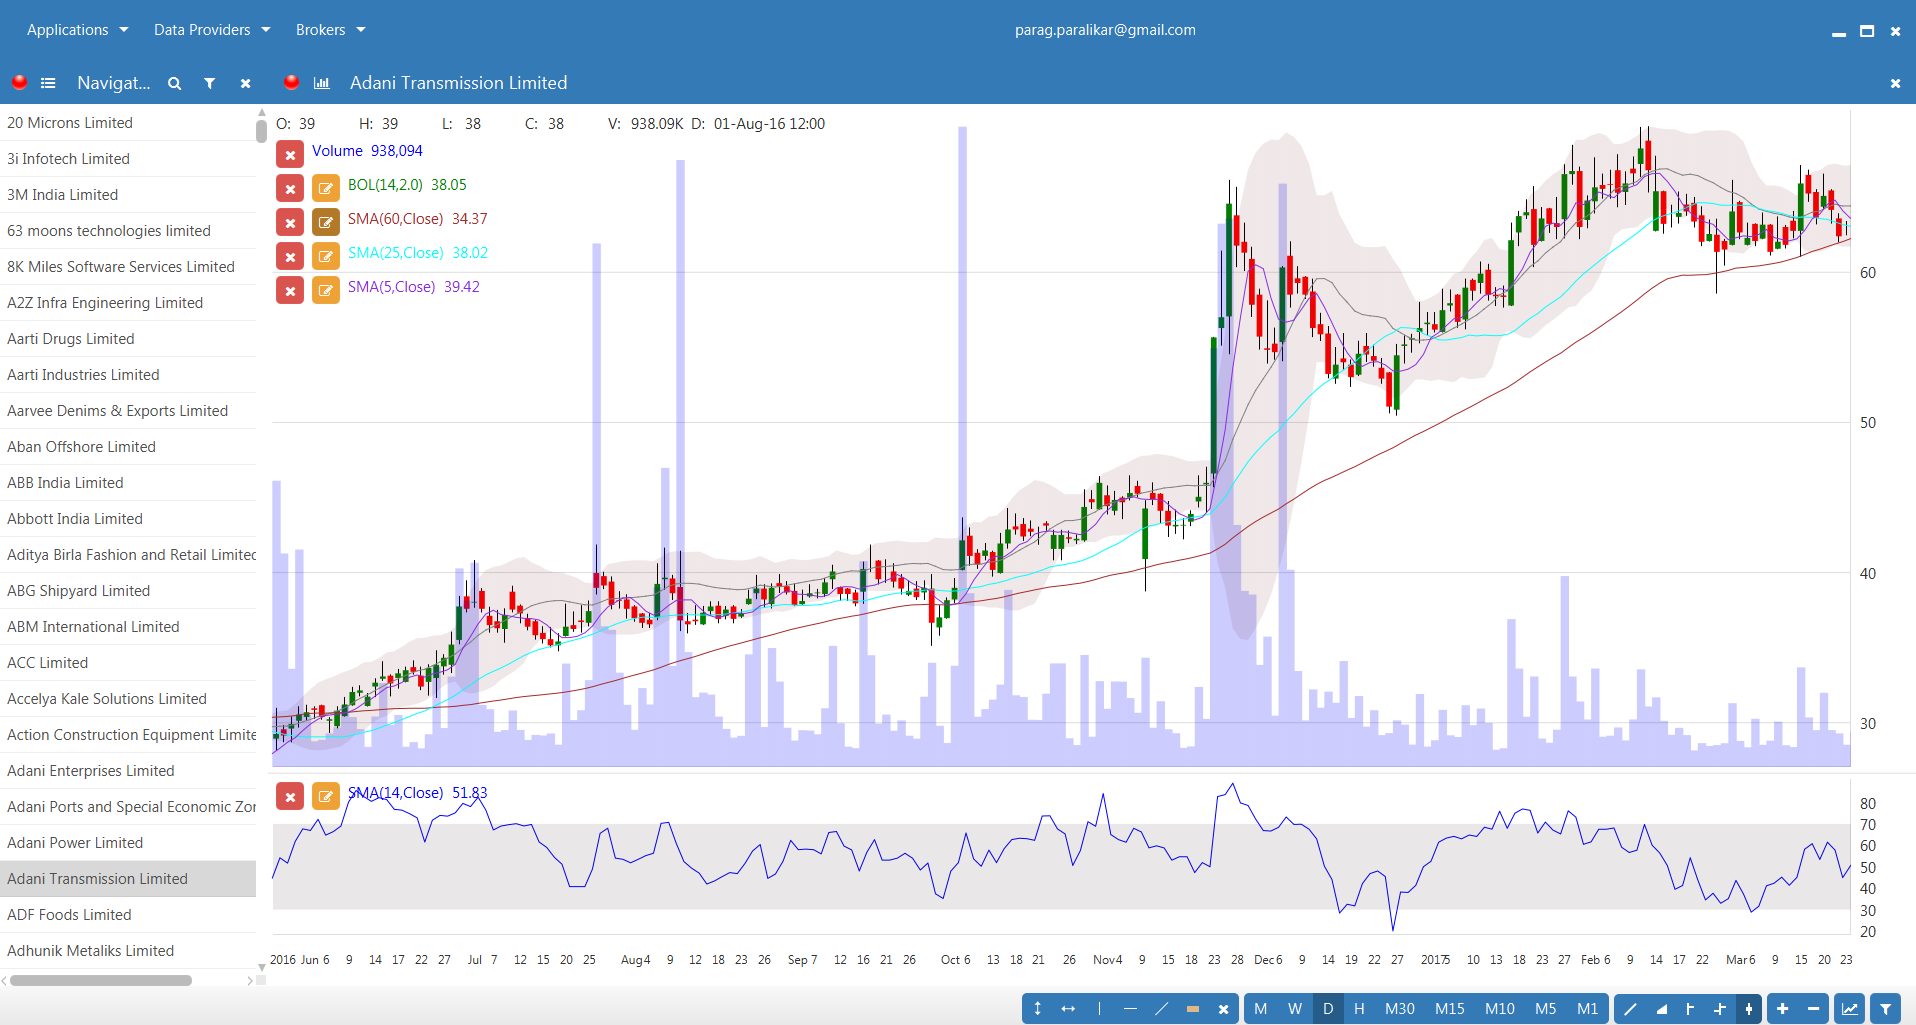 Applications Data Providers Brokers parag.paralikar@gmail.com
Navigat... Adani Transmission Limited
20 Microns Limited
3i Infotech Limited
3M India Limited
63 moons technologies limited
8K Miles Software Services Limited
A2Z Infra Engineering Limited
Aarti Drugs Limited
Aarti Industries Limited
Aarvee Denims & Exports Limited
Aban Offshore Limited
ABB India Limited
Abbott India Limited
Aditya Birla Fashion and Retail Limited
ABG Shipyard Limited
ABM International Limited
ACC Limited
Accelya Kale Solutions Limited
Action Construction Equipment Limite
Adani Enterprises Limited
Adani Ports and Special Economic Zor
Adani Power Limited
Adani Transmission Limited
ADF Foods Limited
Adhunik Metaliks Limited
O: 39 H: 39 L: 38 C: 38 V: 938.09K D: 01-Aug-16 12:00
Volume 938,094
BOL(14,2.0) 38.05
SMA(60,Close) 34.37
SMA(25,Close) 38.02
SMA(5,Close) 39.42
60
50
40
30
SMA(14,Close) 51.83
80
70
60
50
40
30
20
2016 Jun 6 9 14 17 22 27 Jul 7 12 15 20 25 Aug4 9 12 18 23 26 Sep 7 12 16 21 26 Oct 6 13 18 21 26 Nov4 9 15 18 23 28 Dec6 9 14 19 22 27 20175 10 13 18 23 27 Feb 6 9 14 17 22 Mar6 9 15 20 23
M W D H M30 M15 M10 M5 M1